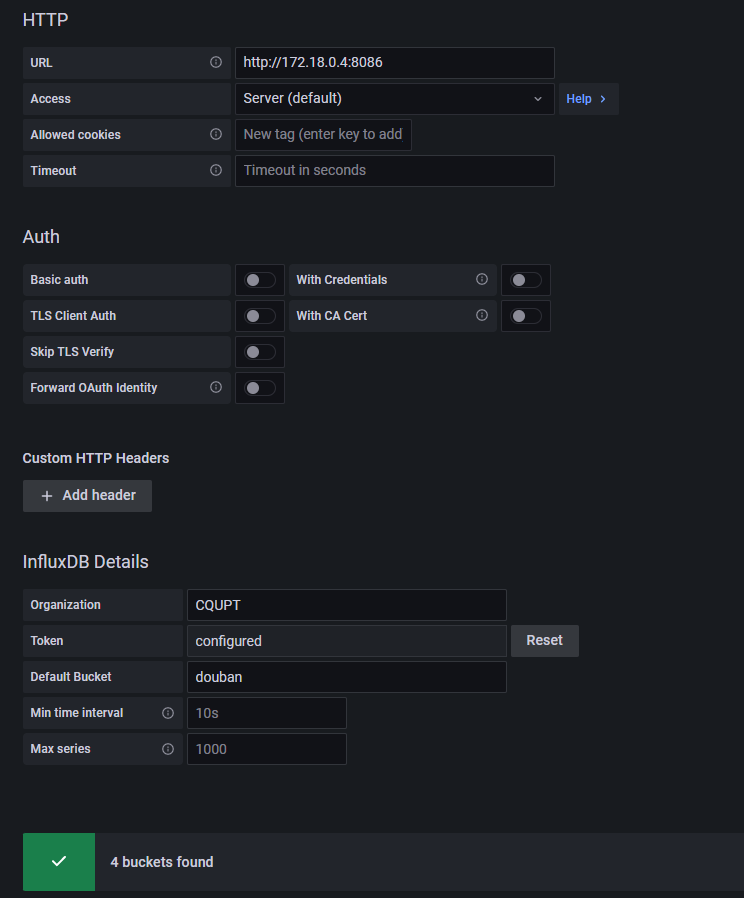 HTTP
URL http://172.18.0.4:8086
Access Server (default) Help
Allowed cookies New tag (enter key to add
Timeout Timeout in seconds
Auth
Basic auth With Credentials
TLS Client Auth With CA Cert
Skip TLS Verify
Forward OAuth Identity
Custom HTTP Headers
+ Add header
InfluxDB Details
Organization CQUPT
Token configured Reset
Default Bucket douban
Min time interval 10s
Max series 1000
4 buckets found